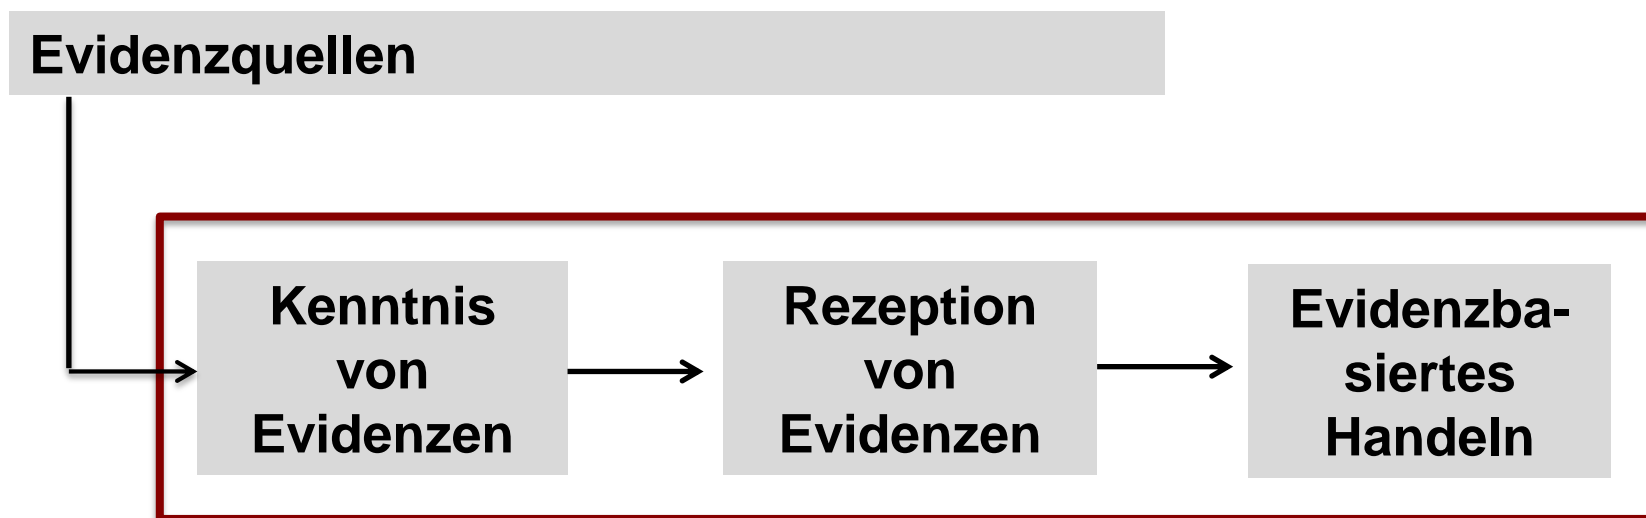 Evidenzquellen
Kenntnis
von
Evidenzen
Rezeption
von
Evidenzen
Evidenzba-
siertes
Handeln